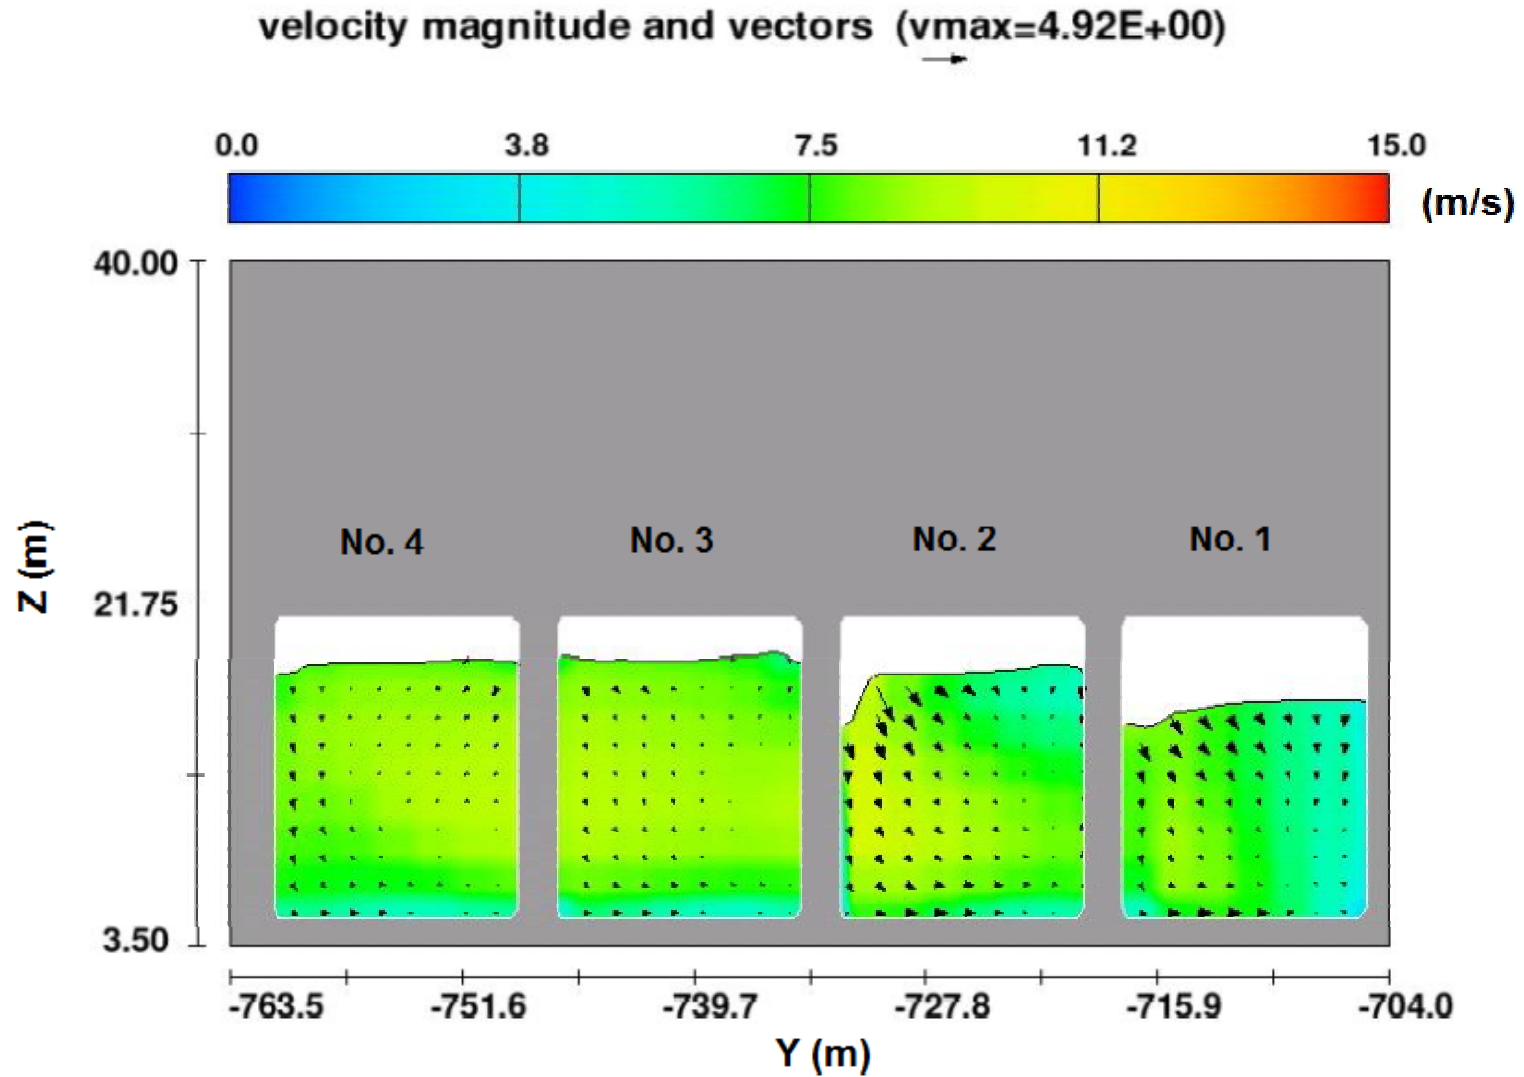 velocity magnitude and vectors (vmax=4.92E+00)
0.0 3.8 7.5 11.2 15.0
(m/s)
40.00
No. 4 No. 3 No. 2 No. 1
Z (m)
21.75
3.50
-763.5 -751.6 -739.7 -727.8 -715.9 -704.0
Y (m)